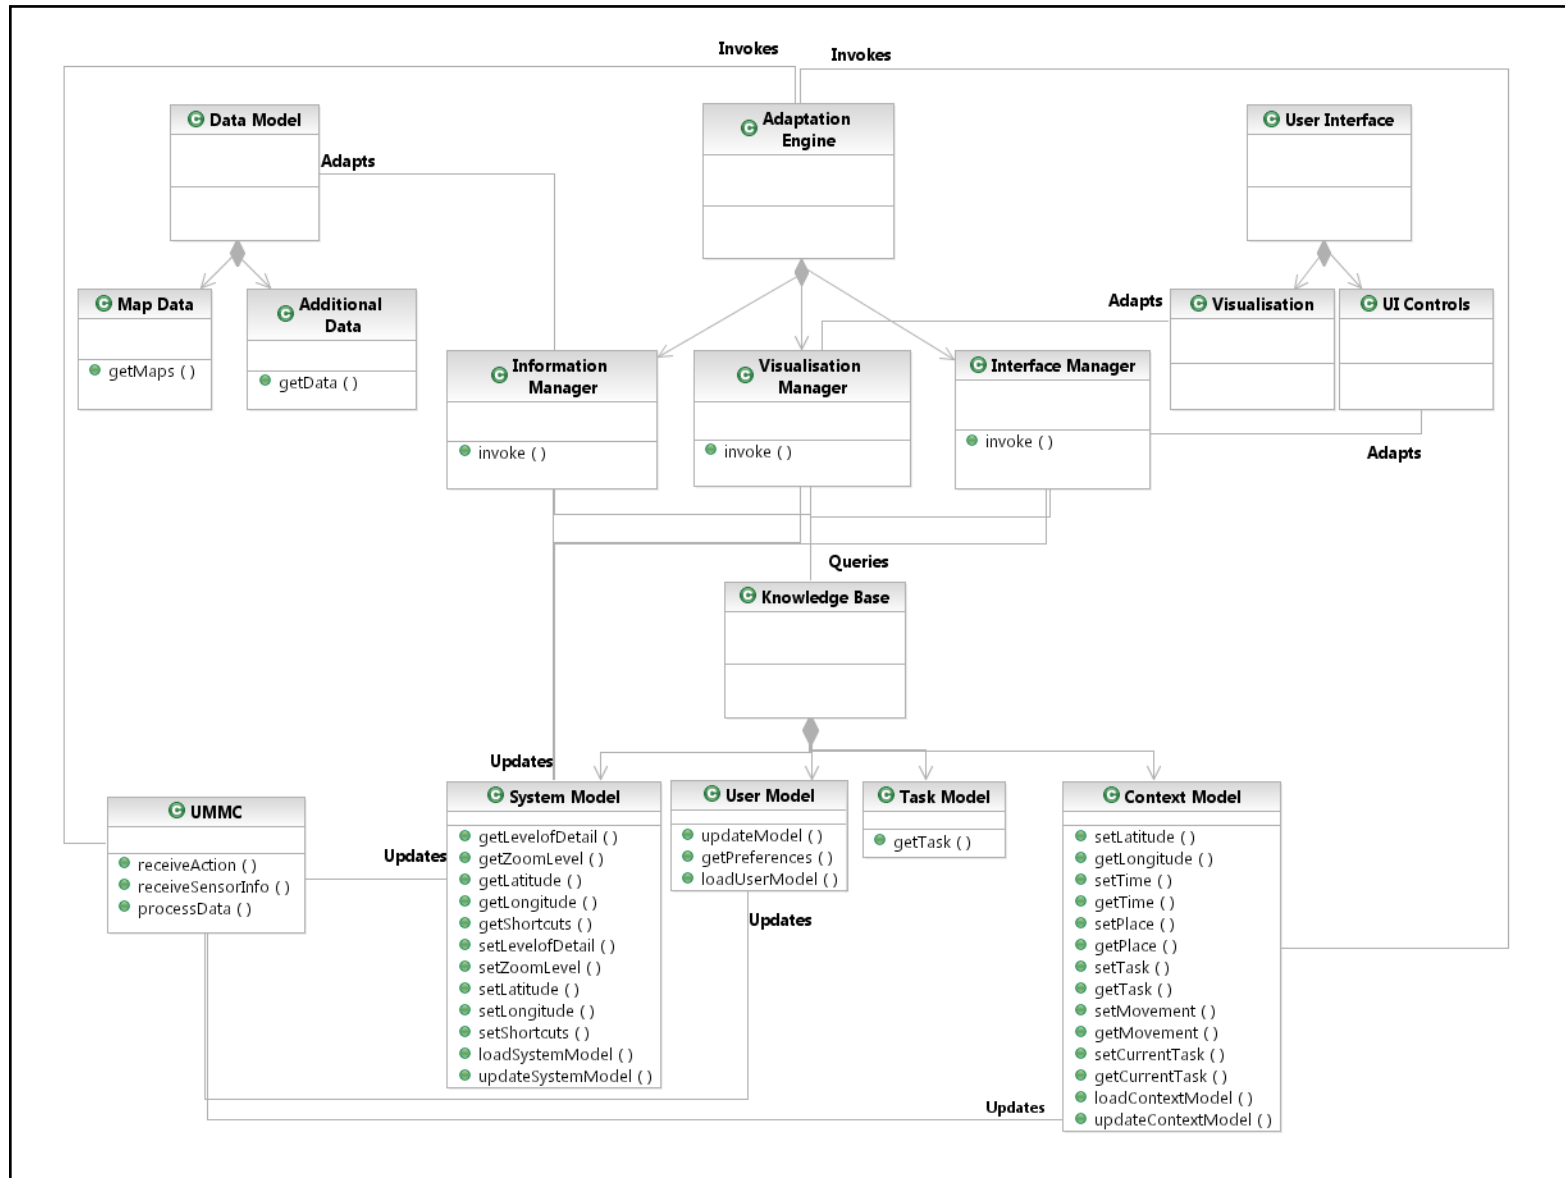 Invokes
Invokes
Data Model
Adapts
Adaptation
Engine
User Interface
Map Data
getMaps ( )
Additional
Data
getData ( )
Information
Manager
invoke ( )
Visualisation
Manager
invoke ( )
Interface Manager
invoke ( )
Adapts
Visualisation
UI Controls
Adapts
Queries
Knowledge Base
Updates
UMMC
receiveAction ( )
receiveSensorInfo ( )
processData ( )
Updates
System Model
getLevelofDetail ( )
getZoomLevel ( )
getLatitude ( )
getLongitude ( )
getShortcuts ( )
setLevelofDetail ( )
setZoomLevel ( )
setLatitude ( )
setLongitude ( )
setShortcuts ( )
loadSystemModel ( )
updateSystemModel ( )
User Model
updateModel ( )
getPreferences ( )
loadUserModel ( )
Updates
Task Model
getTask ( )
Context Model
setLatitude ( )
getLongitude ( )
setTime ( )
getTime ( )
setPlace ( )
getPlace ( )
setTask ( )
getTask ( )
setMovement ( )
getMovement ( )
setCurrentTask ( )
getCurrentTask ( )
loadContextModel ( )
updateContextModel ( )
Updates